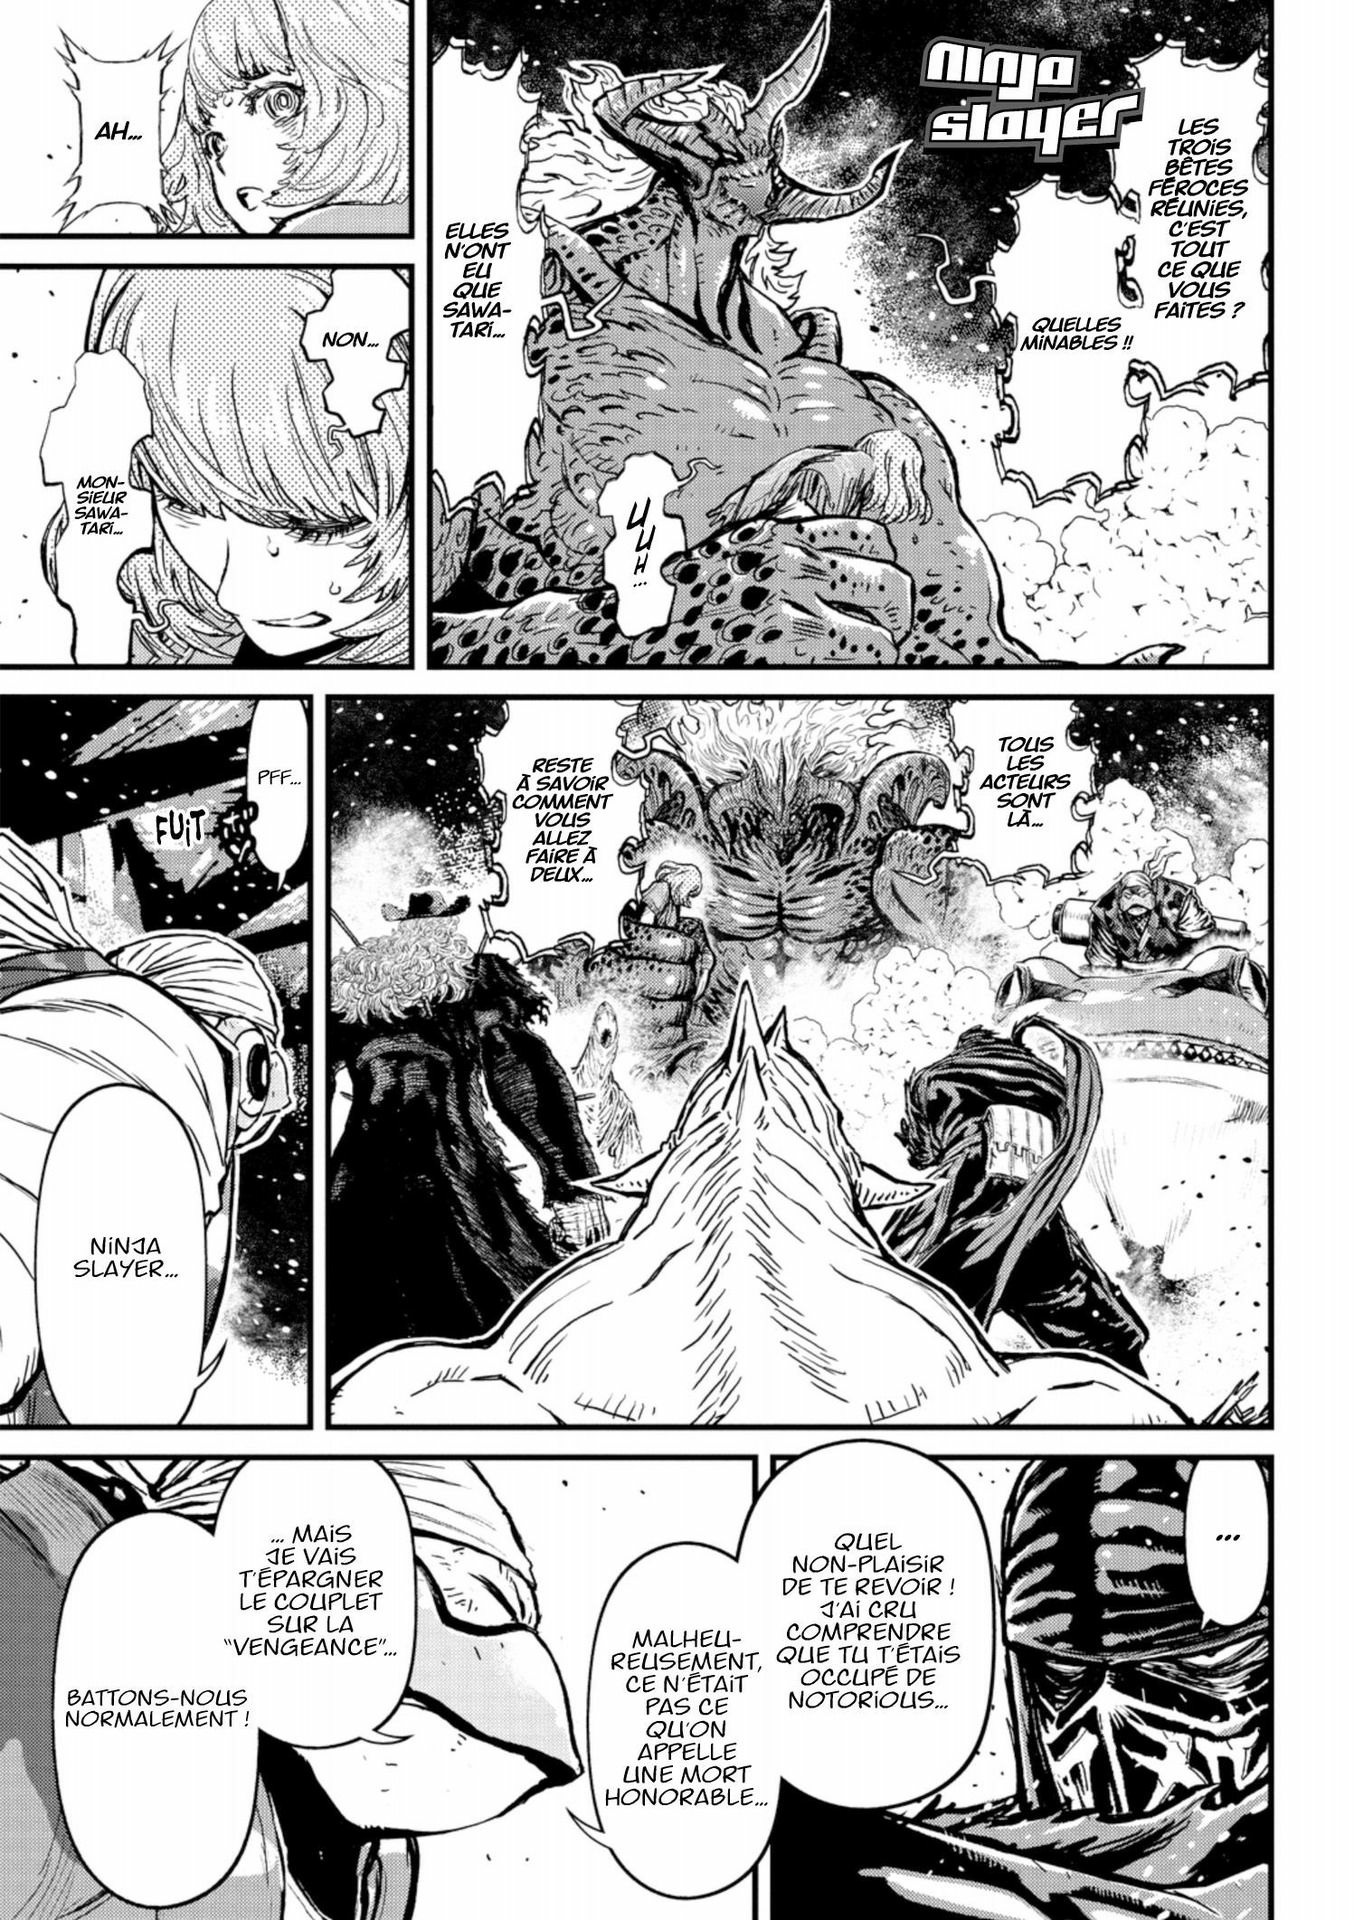 NINJA
SLAYER
LES
TROIS
BÊTES
FÉROCES
RÉUNIES,
C'EST
TOUT
CE QUE
VOUS
FAITES ?
QUELLES
MINABLES !!
ELLES
N'ONT
EU
QUE
SAWA-
TARI...
UUH...
AH...
NON...
MON-
SIEUR
SAWA-
TARI...
TOUS
LES
ACTEURS
SONT
LÀ...
RESTE
À SAVOIR
COMMENT
VOUS
ALLEZ
FAIRE À
DEUX...
PFF...
FUIT
NINJA
SLAYER...
...
QUEL
NON-PLAISIR
DE TE REVOIR !
J'AI CRU
COMPRENDRE
QUE TU T'ÉTAIS
OCCUPÉ DE
NOTORIOUS...
MALHEU-
REUSEMENT,
CE N'ÉTAIT
PAS CE
QU'ON
APPELLE
UNE MORT
HONORABLE...
... MAIS
JE VAIS
T'ÉPARGNER
LE COUPLET
SUR LA
"VENGEANCE"...
BATTONS-NOUS
NORMALEMENT !